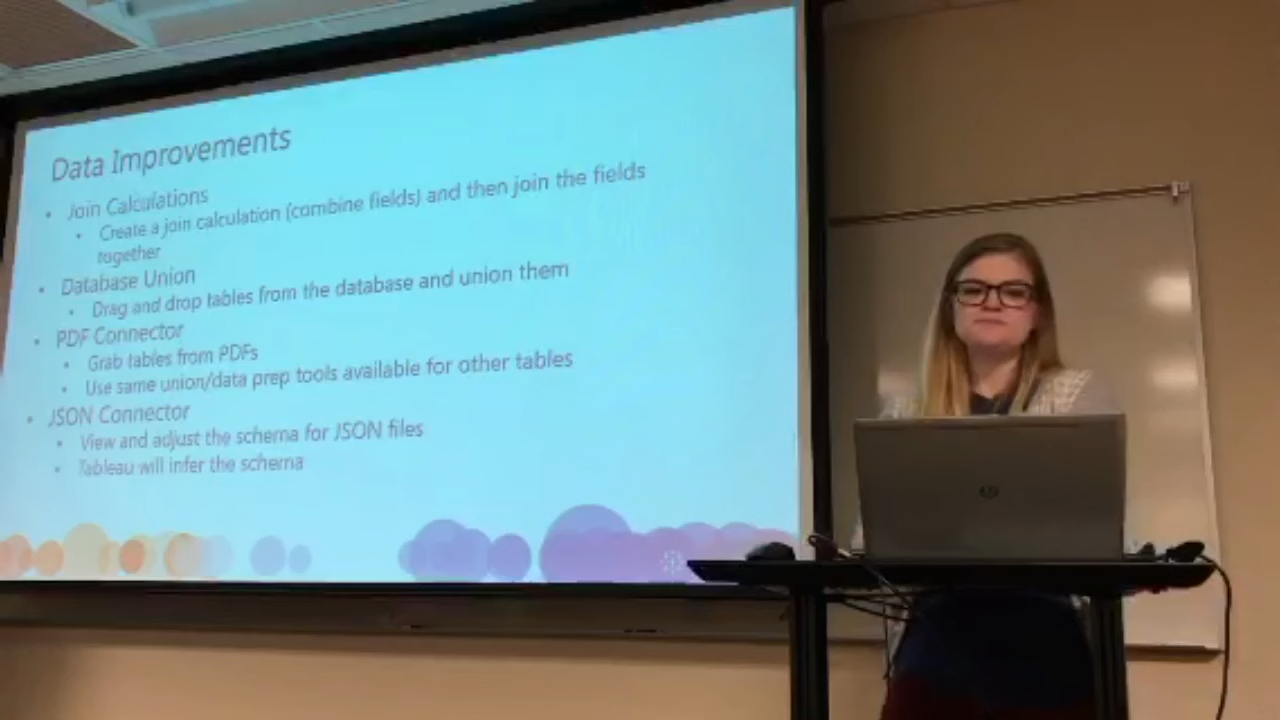 Data Improvements
• Join Calculations
• Create a join calculation (combine fields) and then join the fields
together
• Database Union
• Drag and drop tables from the database and union them
• PDF Connector
• Grab tables from PDFs
• Use same union/data prep tools available for other tables
• JSON Connector
• View and adjust the schema for JSON files
• Tableau will infer the schema
hp